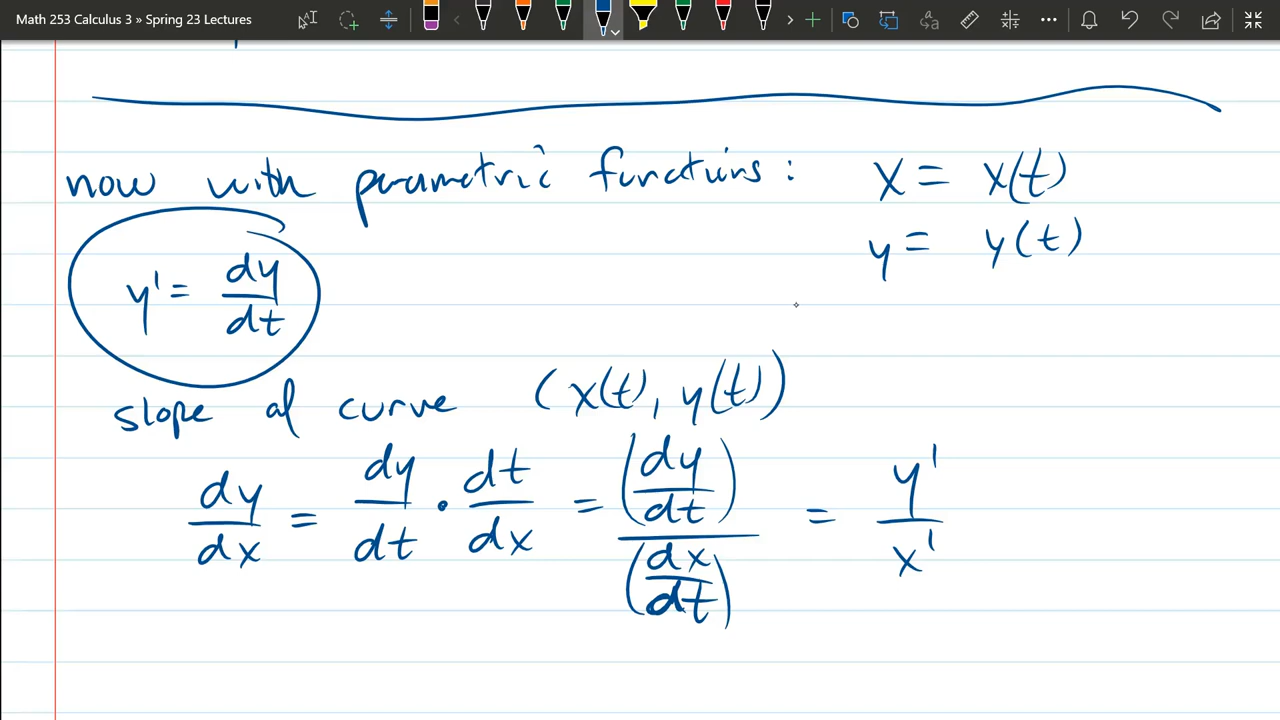 Math 253 Calculus 3 » Spring 23 Lectures
now with parametric functions: x = x(t)
y = y(t)
y' = dy/dt
slope of curve (x(t), y(t))
dy/dx = dy/dt · dt/dx = (dy/dt)/(dx/dt) = y'/x'